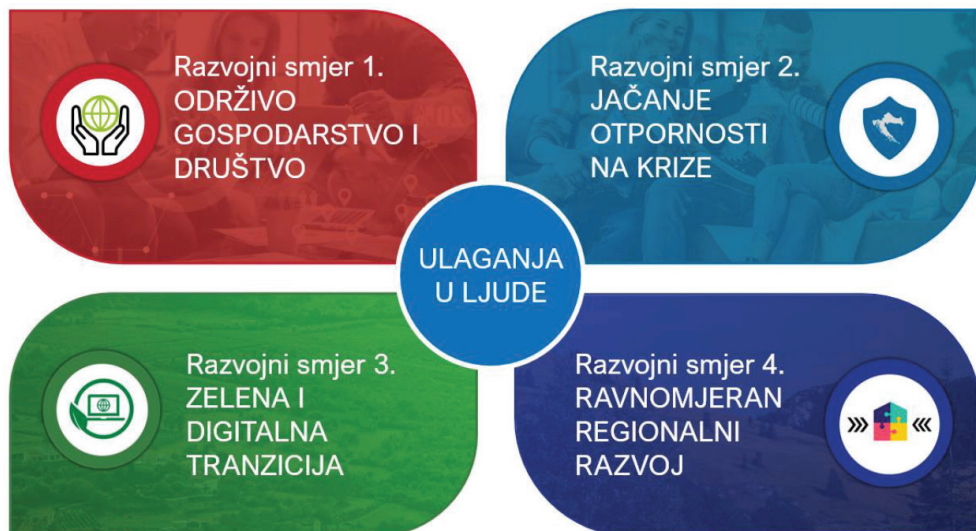 Razvojni smjer 1.
ODRŽIVO
GOSPODARSTVO I
DRUŠTVO
Razvojni smjer 2.
JAČANJE
OTPORNOSTI
NA KRIZE
ULAGANJA
U LJUDE
Razvojni smjer 3.
ZELENA I
DIGITALNA
TRANZICIJA
Razvojni smjer 4.
RAVNOMJERAN
REGIONALNI
RAZVOJ